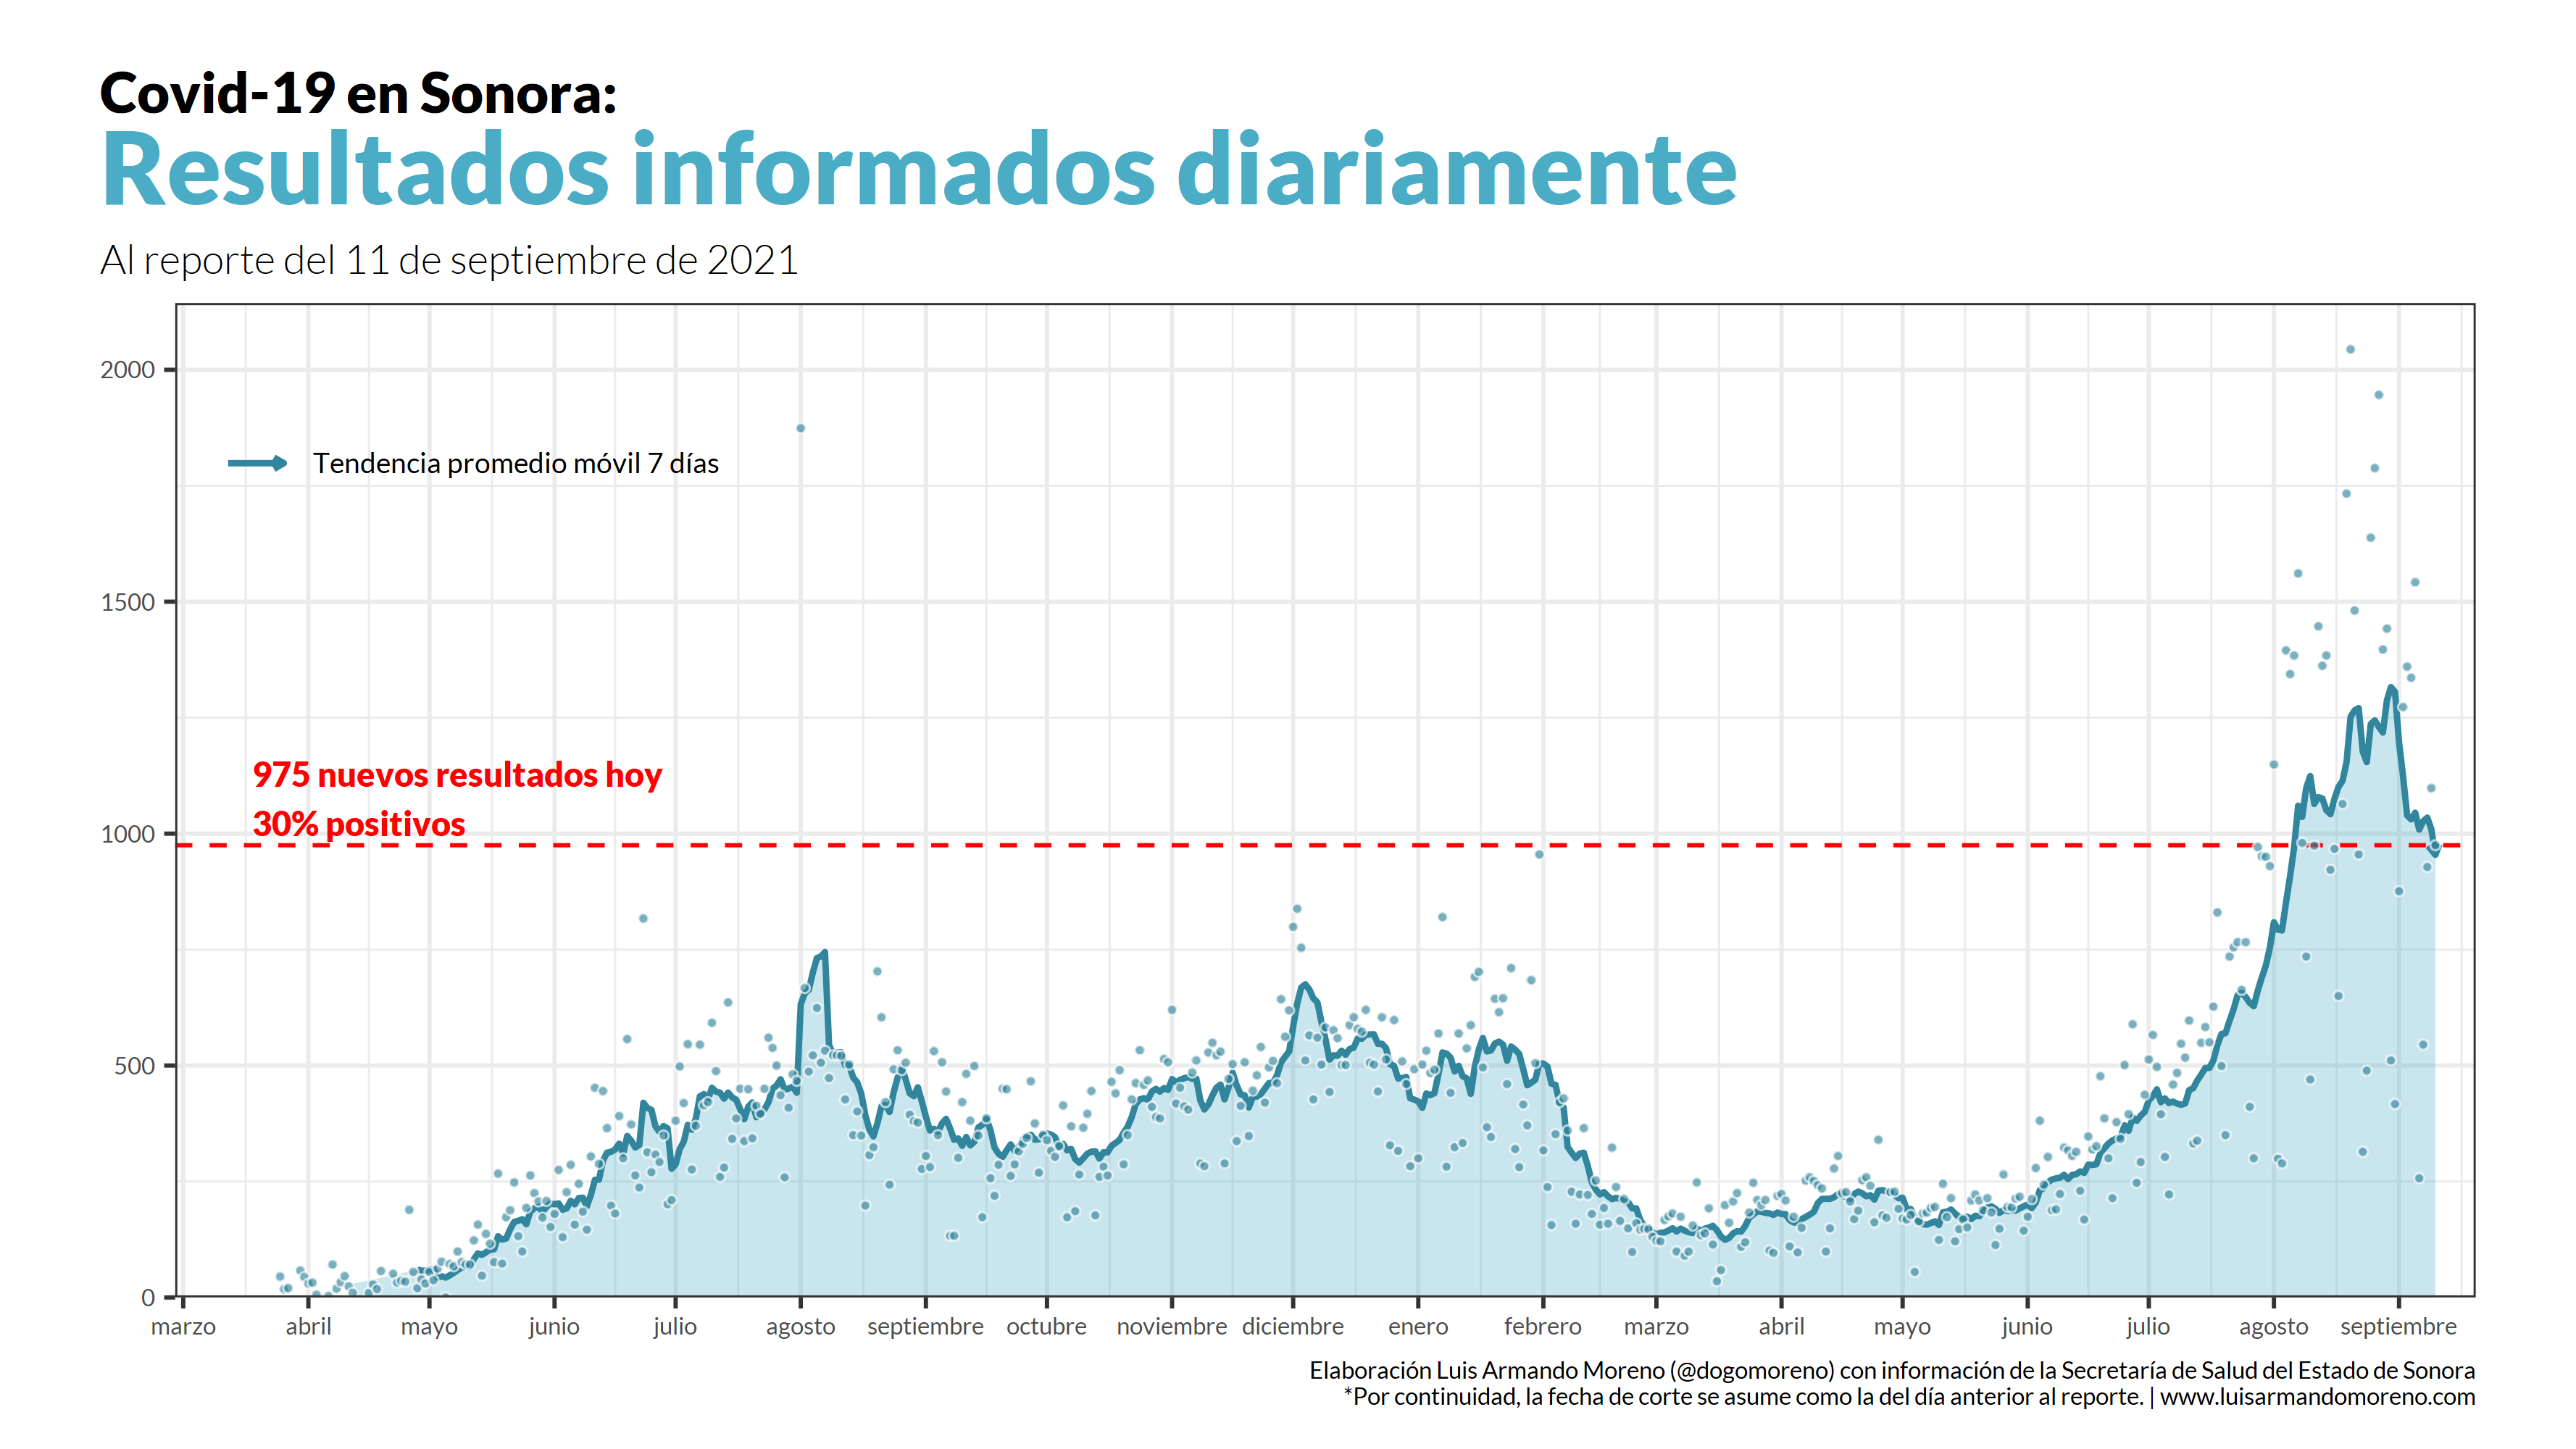 Covid-19 en Sonora:
Resultados informados diariamente
Al reporte del 11 de septiembre de 2021
2000
Tendencia promedio móvil 7 días
1500
975 nuevos resultados hoy
30% positivos
1000
500
0
marzo abril mayo junio julio agosto septiembre octubre noviembre diciembre enero febrero marzo abril mayo junio julio agosto septiembre
Elaboración Luis Armando Moreno (@dogomoreno) con información de la Secretaría de Salud del Estado de Sonora
*Por continuidad, la fecha de corte se asume como la del día anterior al reporte. | www.luisarmandomoreno.com